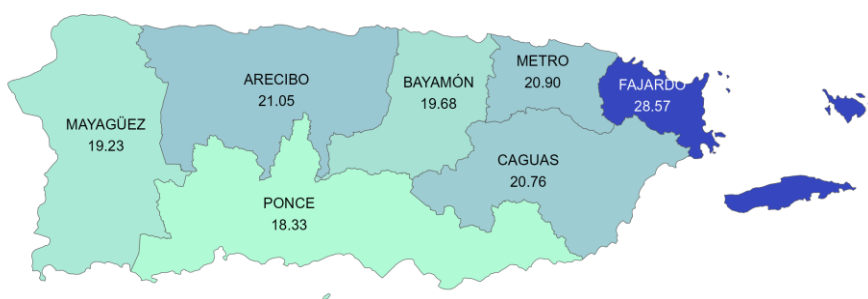 METRO
20.90
ARECIBO
21.05
BAYAMÓN
19.68
FAJARDO
28.57
MAYAGÜEZ
19.23
CAGUAS
20.76
PONCE
18.33